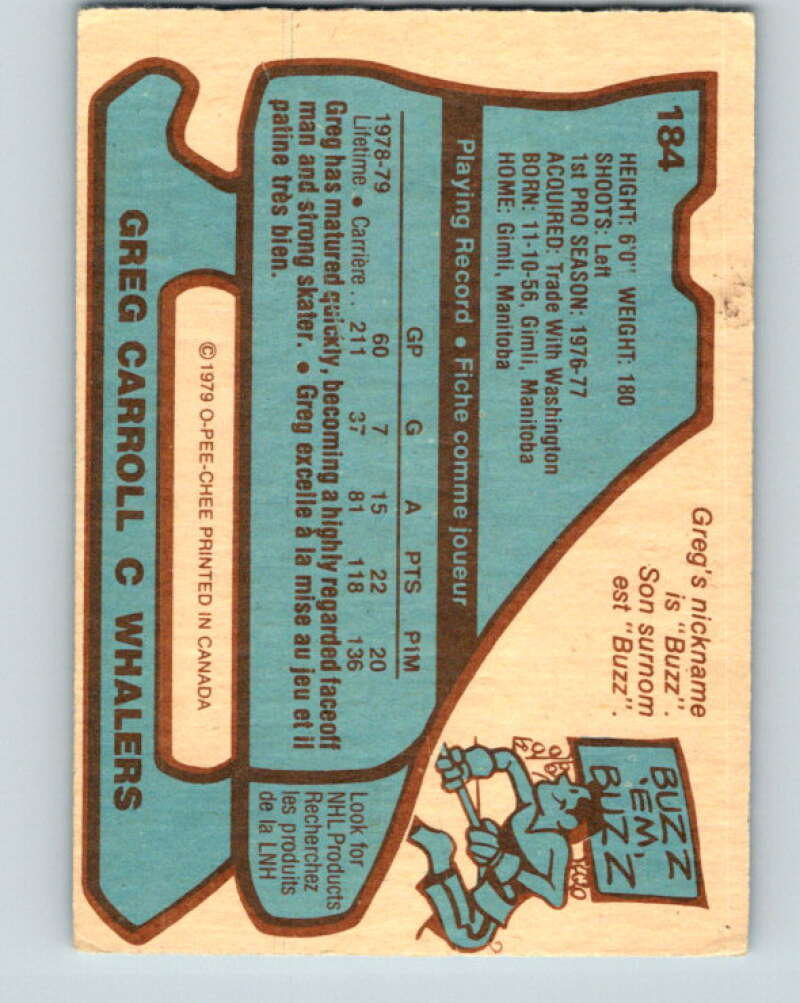 184
HEIGHT: 6'0" WEIGHT: 180
SHOOTS: Left
1st PRO SEASON: 1976-77
ACQUIRED: Trade With Washington
BORN: 11-10-56, Gimli, Manitoba
HOME: Gimli, Manitoba
Greg's nickname
is "Buzz".
Son surnom
est "Buzz".
BUZZ
'EM,
BUZZ
Playing Record • Fiche comme joueur
GP G A PTS PIM
1978-79 60 7 15 22 20
Lifetime • Carrière . . 211 37 81 118 136
Greg has matured quickly, becoming a highly regarded faceoff
man and strong skater. • Greg excelle à la mise au jeu et il
patine très bien.
Look for
NHL Products
Recherchez
les produits
de la LNH
© 1979 O-PEE-CHEE PRINTED IN CANADA
GREG CARROLL C WHALERS